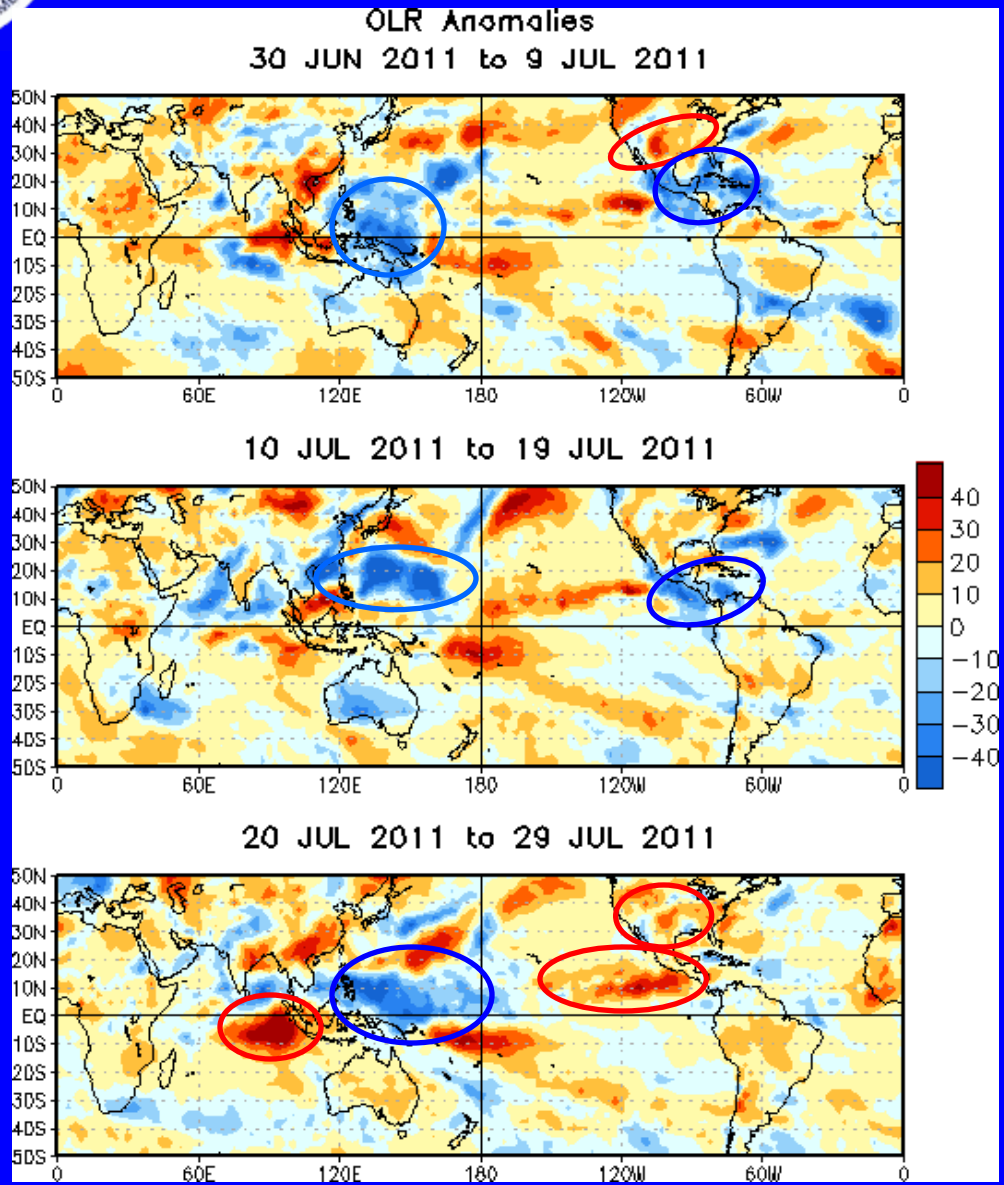 OLR Anomalies
30 JUN 2011 to 9 JUL 2011
50N
40N
30N
20N
10N
EQ
10S
20S
30S
40S
50S
0 60E 120E 180 120W 60W 0
10 JUL 2011 to 19 JUL 2011
50N
40N
30N
20N
10N
EQ
10S
20S
30S
40S
50S
0 60E 120E 180 120W 60W 0
40
30
20
10
0
-10
-20
-30
-40
20 JUL 2011 to 29 JUL 2011
50N
40N
30N
20N
10N
EQ
10S
20S
30S
40S
50S
0 60E 120E 180 120W 60W 0